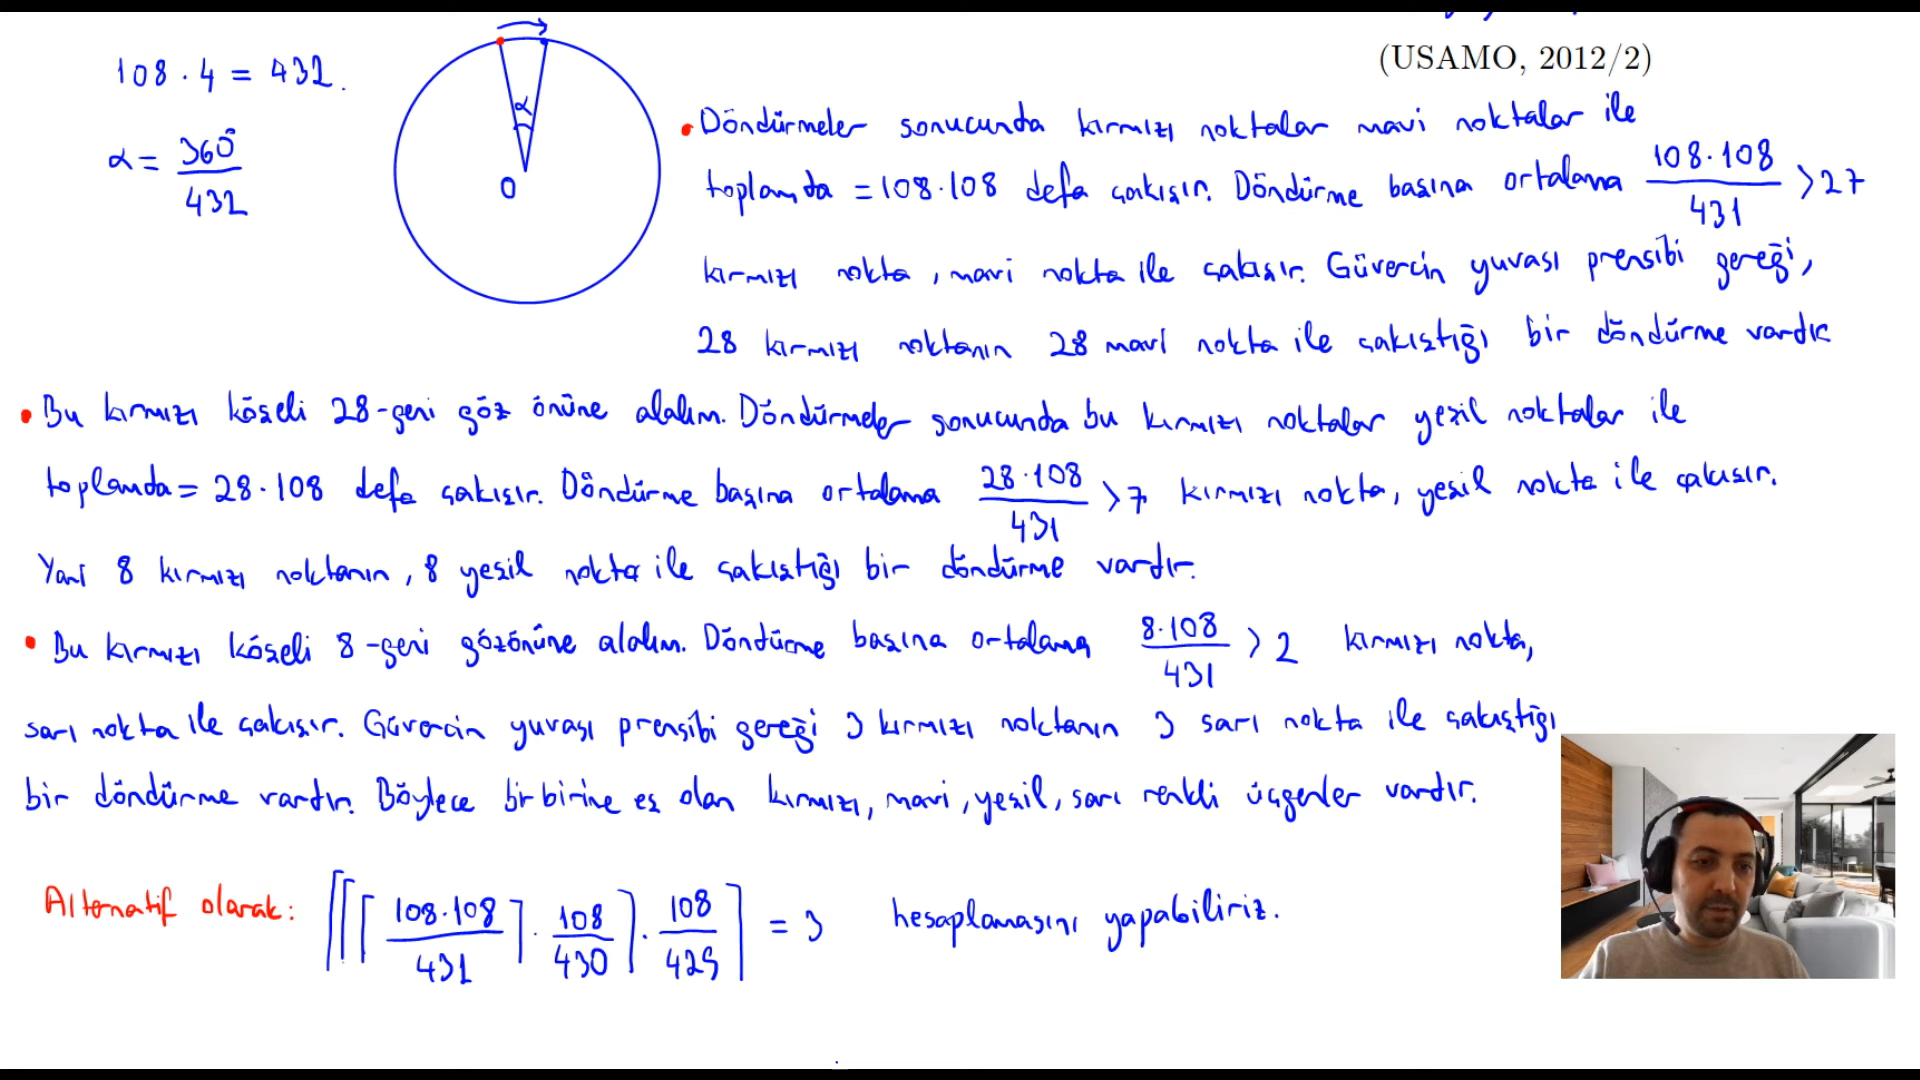 (USAMO, 2012/2)
108 . 4 = 432.
α = 360° / 432
α
O
• Döndürmeler sonucunda kırmızı noktalar mavi noktalar ile
toplamda = 108.108 defa çakışır. Döndürme başına ortalama 108.108 / 431 > 27
kırmızı nokta, mavi nokta ile çakışır. Güvercin yuvası prensibi gereği,
28 kırmızı noktanın 28 mavi nokta ile çakıştığı bir döndürme vardır
• Bu kırmızı köşeli 28-geni göz önüne alalım. Döndürmeler sonucunda bu kırmızı noktalar yeşil noktalar ile
toplamda = 28.108 defa çakışır. Döndürme başına ortalama 28.108 / 431 > 7 kırmızı nokta, yeşil nokta ile çakışır.
Yani 8 kırmızı noktanın, 8 yeşil nokta ile çakıştığı bir döndürme vardır.
• Bu kırmızı köşeli 8-geni gözönüne alalım. Döndürme başına ortalama 8.108 / 431 > 2 kırmızı nokta,
sarı nokta ile çakışır. Güvercin yuvası prensibi gereği 3 kırmızı noktanın 3 sarı nokta ile çakıştığı
bir döndürme vardır. Böylece birbirine eş olan kırmızı, mavi, yeşil, sarı renkli üçgenler vardır.
Alternatif olarak: ⌈⌈⌈108.108 / 431⌉ . 108 / 430⌉ . 108 / 429⌉ = 3 hesaplamasını yapabiliriz.